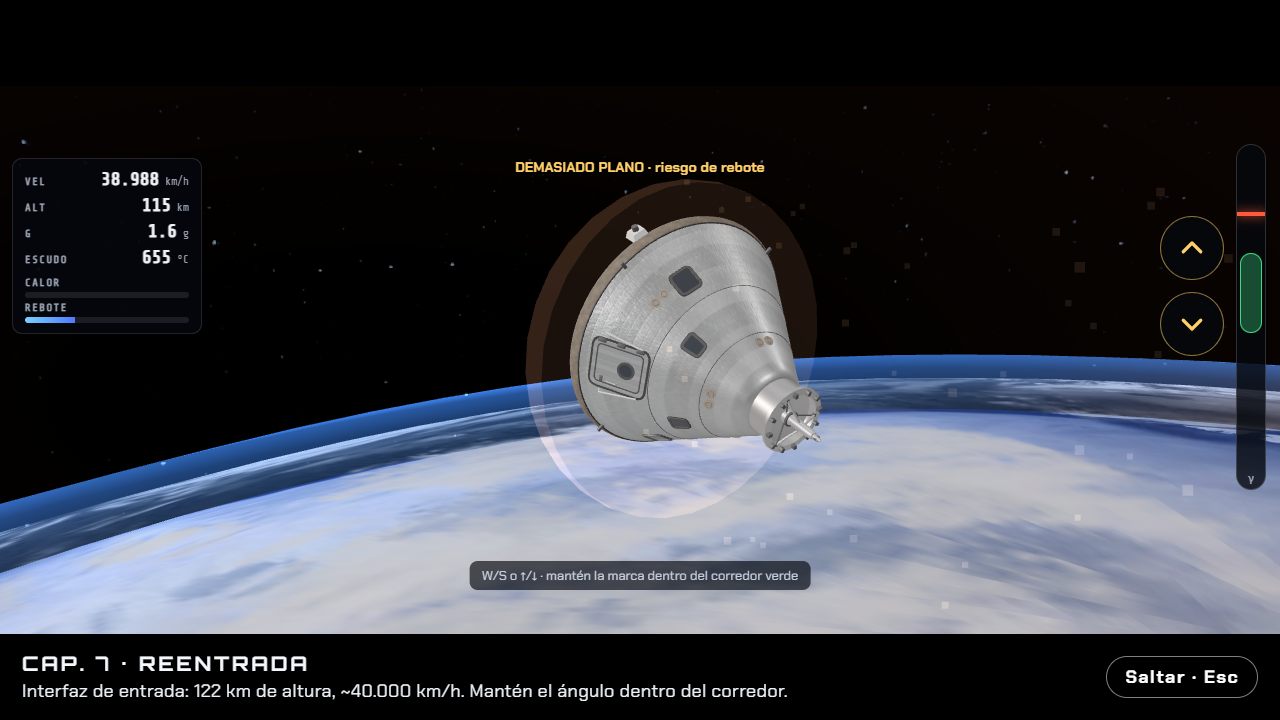 DEMASIADO PLANO · riesgo de rebote
VEL 38.988 km/h
ALT 115 km
G 1.6 g
ESCUDO 655 °C
CALOR
REBOTE
γ
W/S o ↑/↓ · mantén la marca dentro del corredor verde
CAP. 7 · REENTRADA
Interfaz de entrada: 122 km de altura, ~40.000 km/h. Mantén el ángulo dentro del corredor.
Saltar · Esc